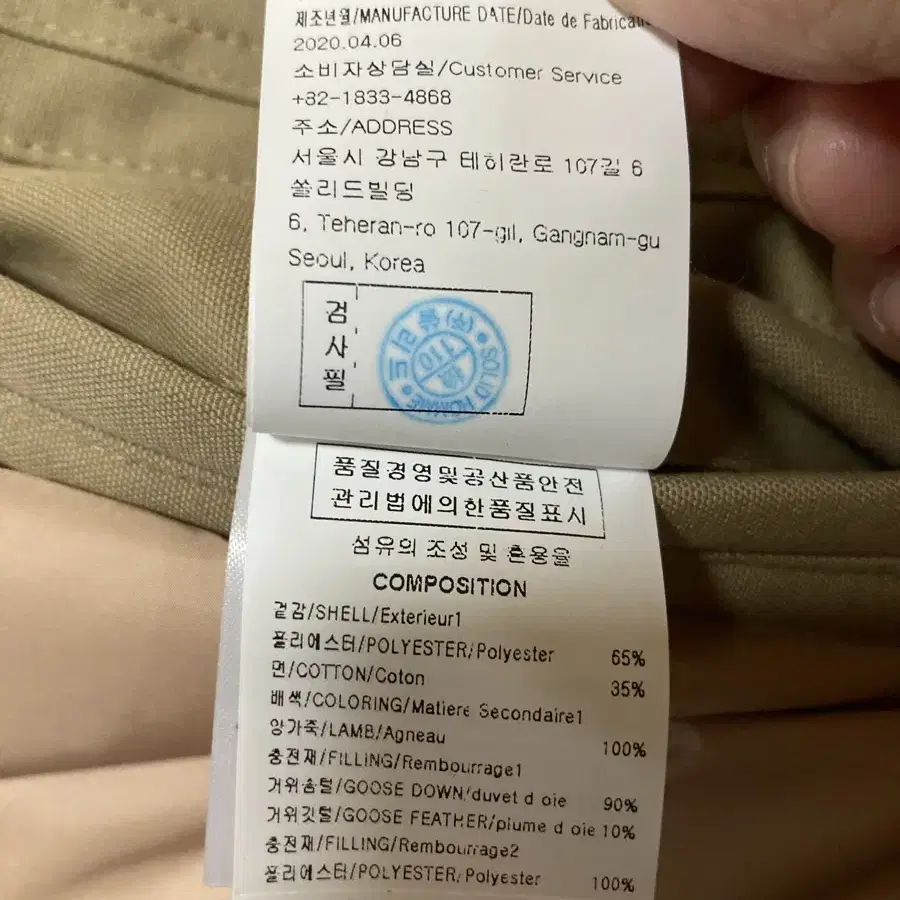 제조년월/MANUFACTURE DATE/Date de
2020.04.06
소비자상담실/Customer Service
+82-1833-4868
주소/ADDRESS
서울시 강남구 테헤란로 107길 6
쏠리드빌딩
6, Teheran-ro 107-gil, Gangnam-gu
Seoul, Korea
검사필
SOLID HOMME
110
품질경영및공산품안전
관리법에의한품질표시
섬유의 조성 및 혼용율
COMPOSITION
겉감/SHELL/Exterieur1
폴리에스터/POLYESTER/Polyester 65%
면/COTTON/Coton 35%
배색/COLORING/Matiere Secondaire1
양가죽/LAMB/Agneau 100%
충전재/FILLING/Rembourrage1
거위솜털/GOOSE DOWN/duvet d oie 90%
거위깃털/GOOSE FEATHER/plume d oie 10%
충전재/FILLING/Rembourrage2
폴리에스터/POLYESTER/Polyester 100%